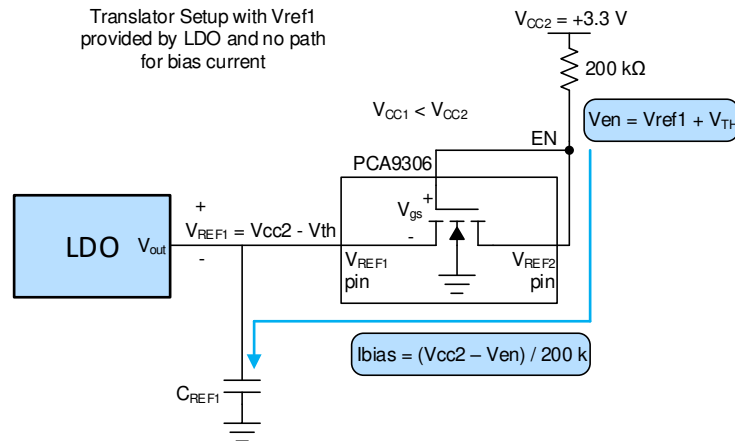 Translator Setup with Vref1
provided by LDO and no path
for bias current
VCC2 = +3.3 V
200 kΩ
VCC1 < VCC2
Ven = Vref1 + VTH
EN
PCA9306
+
Vgs
-
LDO
Vout
+
VREF1 = Vcc2 - Vth
-
VREF1
pin
VREF2
pin
Ibias = (Vcc2 – Ven) / 200 k
CREF1